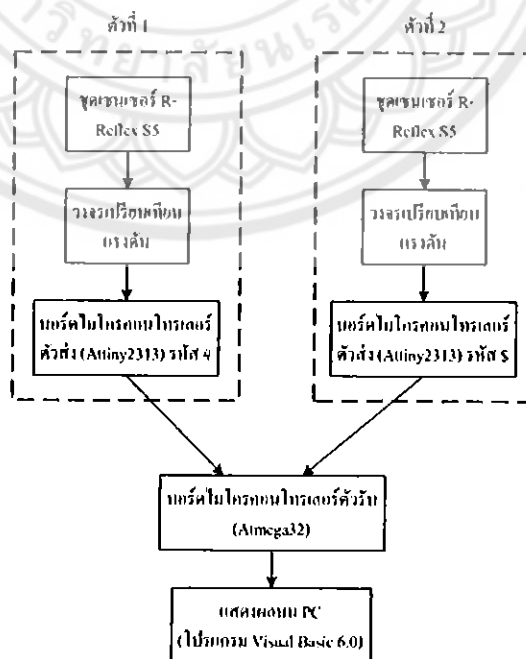 ตัวที่ 1
ชุดเซนเซอร์ R-
Reflex S5
วงจรเปรียบเทียบ
แรงดัน
บอร์ดไมโครคอนโทรเลอร์
ตัวส่ง (Attiny2313) รหัส #
ตัวที่ 2
ชุดเซนเซอร์ R-
Reflex S5
วงจรเปรียบเทียบ
แรงดัน
บอร์ดไมโครคอนโทรเลอร์
ตัวส่ง (Attiny2313) รหัส $
บอร์ดไมโครคอนโทรเลอร์ตัวรับ
(Atmega32)
แสดงผลบน PC
(โปรแกรม Visual Basic 6.0)